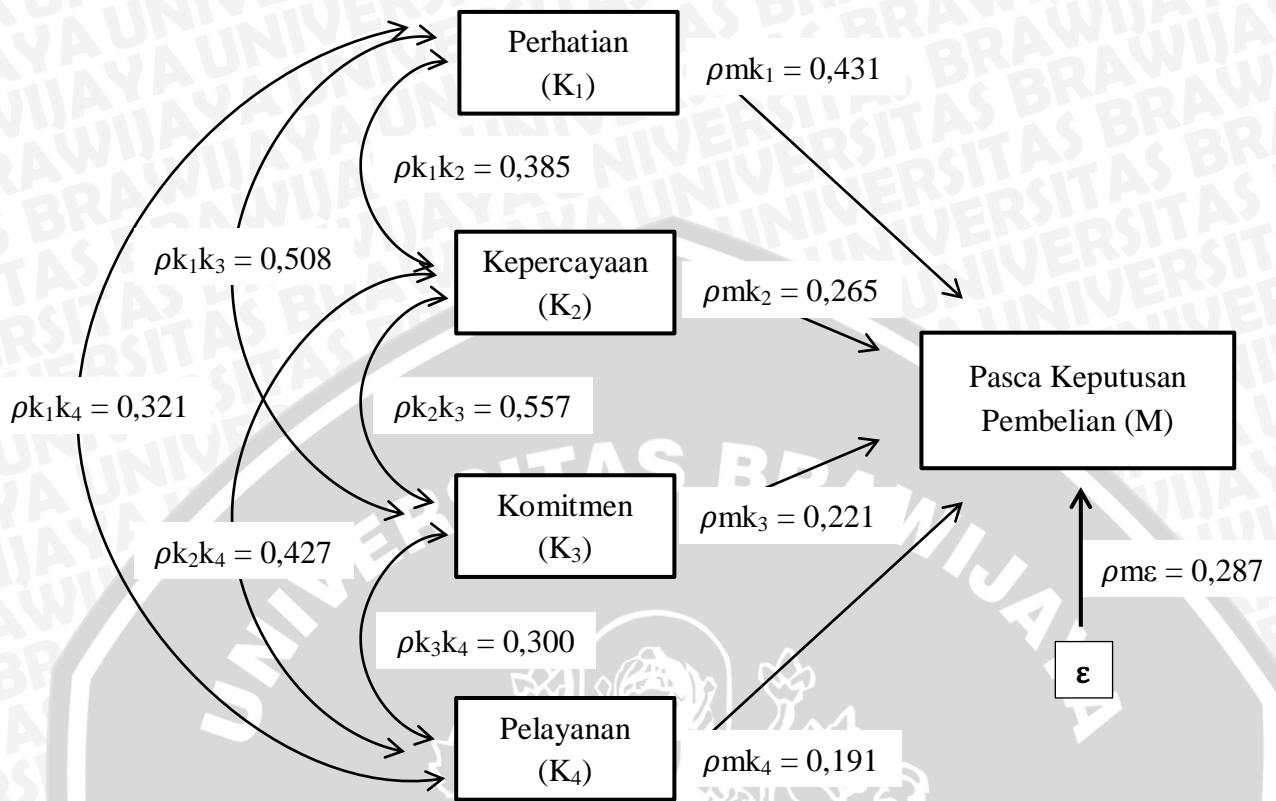 Perhatian
(K₁)
ρmk₁ = 0,431
ρk₁k₂ = 0,385
Kepercayaan
(K₂)
ρk₁k₃ = 0,508
ρmk₂ = 0,265
Pasca Keputusan
Pembelian (M)
ρk₁k₄ = 0,321
ρk₂k₃ = 0,557
Komitmen
(K₃)
ρmk₃ = 0,221
ρk₂k₄ = 0,427
ρmε = 0,287
ρk₃k₄ = 0,300
ε
Pelayanan
(K₄)
ρmk₄ = 0,191
UNIVERSITAS BRAWIJAYA